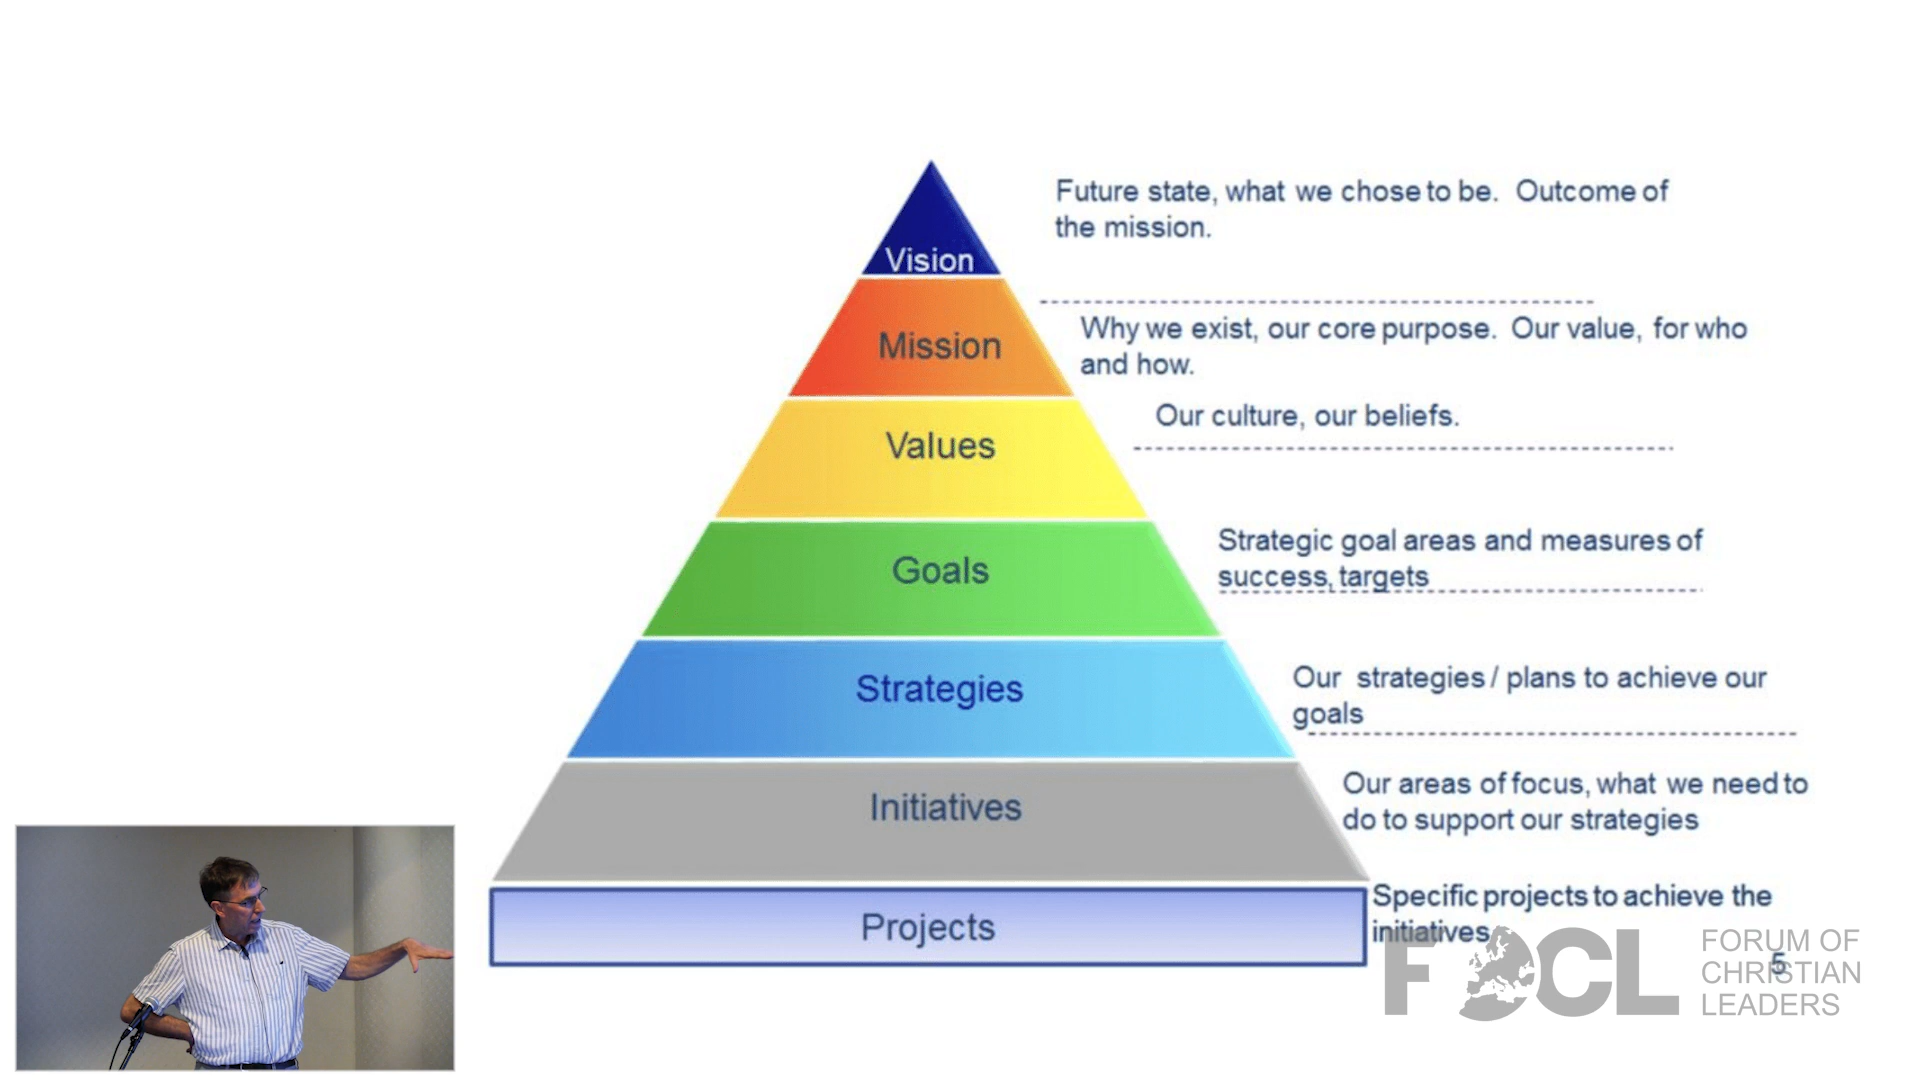 Vision
Future state, what we chose to be. Outcome of
the mission.
Mission
Why we exist, our core purpose. Our value, for who
and how.
Values
Our culture, our beliefs.
Goals
Strategic goal areas and measures of
success, targets
Strategies
Our strategies / plans to achieve our
goals
Initiatives
Our areas of focus, what we need to
do to support our strategies
Projects
Specific projects to achieve the
initiatives
5
FOCL
FORUM OF
CHRISTIAN
LEADERS